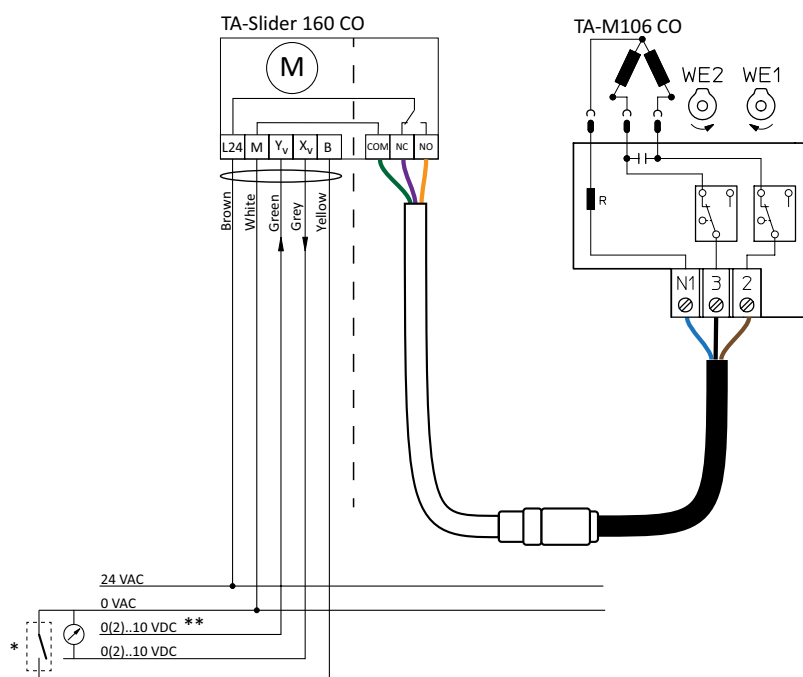 TA-Slider 160 CO
TA-M106 CO
M
WE2 WE1
L24 M Yv Xv B COM NC NO
Brown
White
Green
Grey
Yellow
R
N1 3 2
24 VAC
0 VAC
0(2)..10 VDC **
0(2)..10 VDC
*